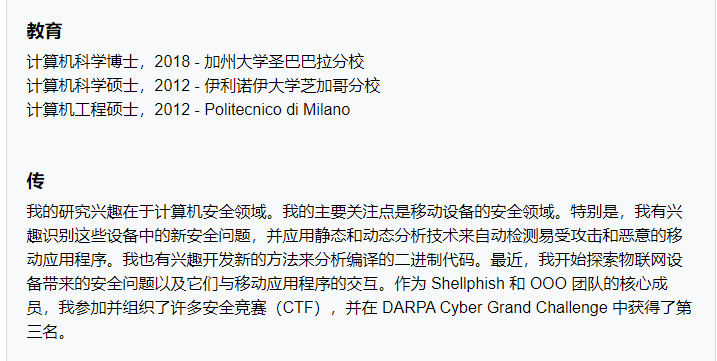 教育
计算机科学博士，2018 - 加州大学圣巴巴拉分校
计算机科学硕士，2012 - 伊利诺伊大学芝加哥分校
计算机工程硕士，2012 - Politecnico di Milano
传
我的研究兴趣在于计算机安全领域。我的主要关注点是移动设备的安全领域。特别是，我有兴
趣识别这些设备中的新安全问题，并应用静态和动态分析技术来自动检测易受攻击和恶意的移
动应用程序。我也有兴趣开发新的方法来分析编译的二进制代码。最近，我开始探索物联网设
备带来的安全问题以及它们与移动应用程序的交互。作为 Shellphish 和 OOO 团队的核心成
员，我参加并组织了许多安全竞赛（CTF），并在 DARPA Cyber Grand Challenge 中获得了第
三名。